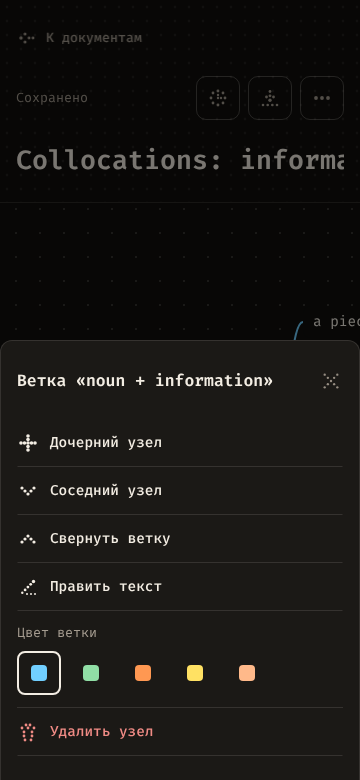 К документам
Сохранено
Collocations: informa
a piec
Ветка «noun + information»
Дочерний узел
Соседний узел
Свернуть ветку
Править текст
Цвет ветки
Удалить узел